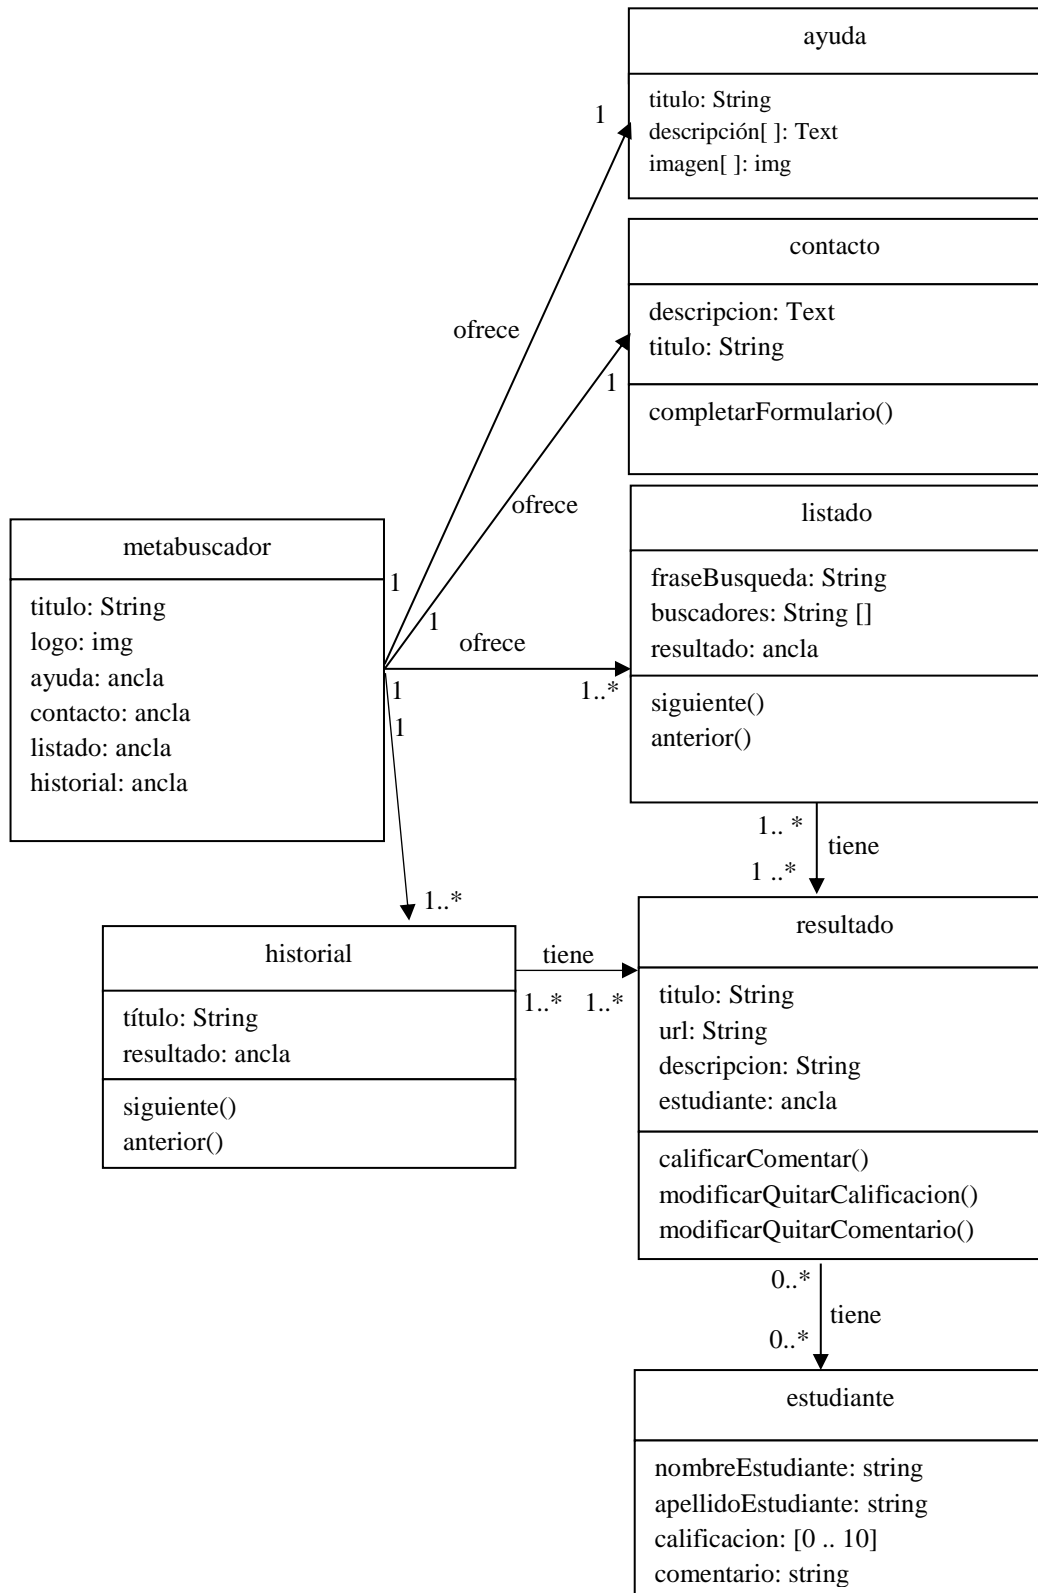 ayuda
titulo: String
descripción[ ]: Text
imagen[ ]: img
1
contacto
descripcion: Text
titulo: String
completarFormulario()
ofrece
1
ofrece
listado
fraseBusqueda: String
buscadores: String []
resultado: ancla
siguiente()
anterior()
metabuscador
titulo: String
logo: img
ayuda: ancla
contacto: ancla
listado: ancla
historial: ancla
1
1
ofrece
1
1..*
1
1.. *
tiene
1 ..*
1..*
historial
título: String
resultado: ancla
siguiente()
anterior()
tiene
1..*
1..*
resultado
titulo: String
url: String
descripcion: String
estudiante: ancla
calificarComentar()
modificarQuitarCalificacion()
modificarQuitarComentario()
0..*
tiene
0..*
estudiante
nombreEstudiante: string
apellidoEstudiante: string
calificacion: [0 .. 10]
comentario: string